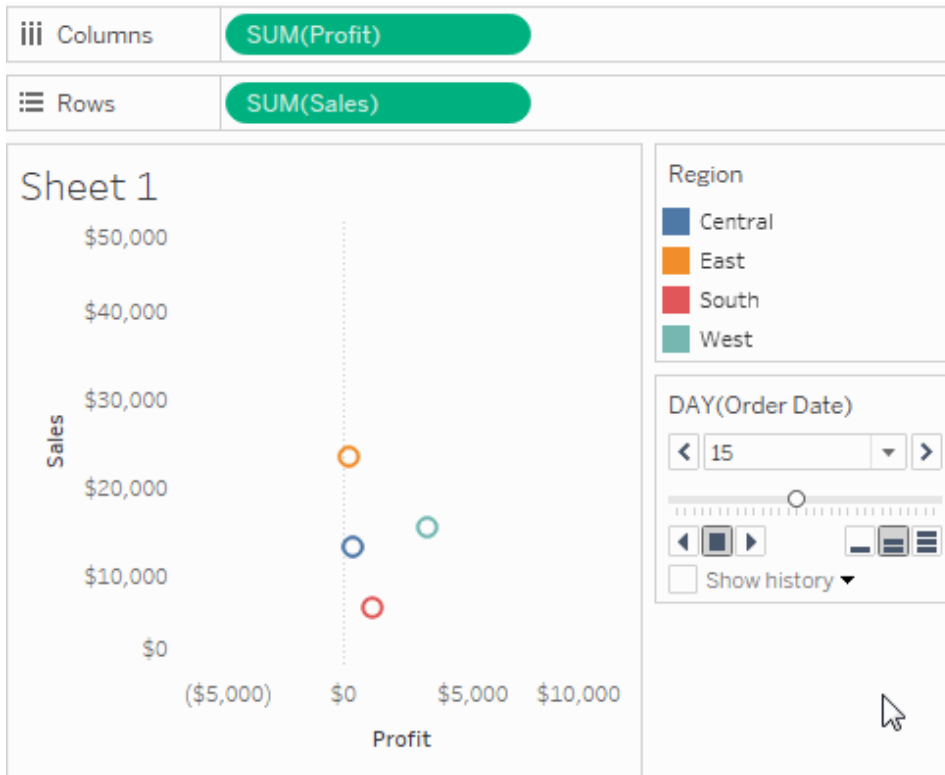 Columns SUM(Profit)
Rows SUM(Sales)
Sheet 1
$50,000
$40,000
$30,000
$20,000
$10,000
$0
Sales
($5,000) $0 $5,000 $10,000
Profit
Region
Central
East
South
West
DAY(Order Date)
15
Show history